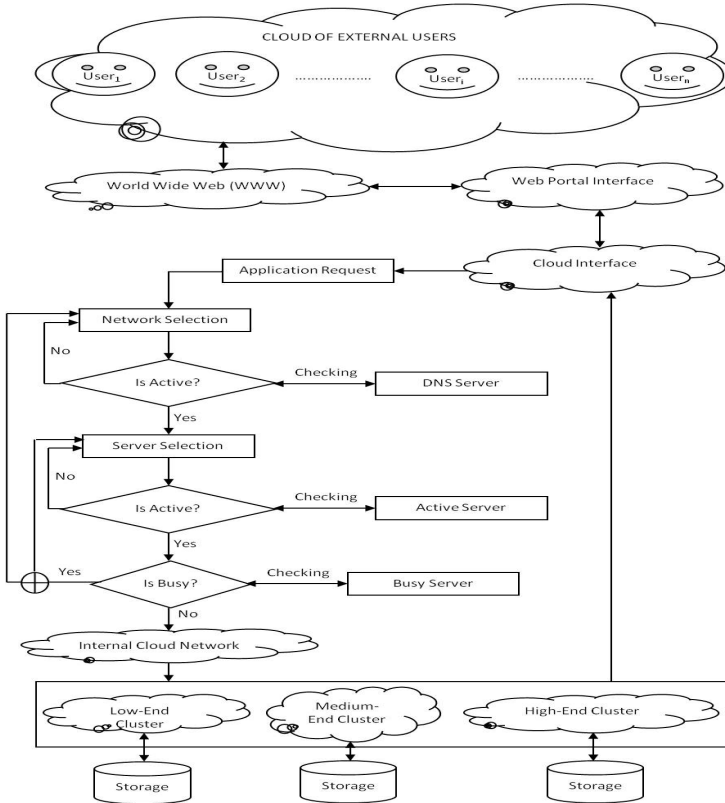 CLOUD OF EXTERNAL USERS
User1 User2 .................. Useri .................. Usern
World Wide Web (WWW)
Web Portal Interface
Application Request
Cloud Interface
Network Selection
No
Is Active?
Checking
DNS Server
Yes
Server Selection
No
Is Active?
Checking
Active Server
Yes
Yes
Is Busy?
Checking
Busy Server
No
Internal Cloud Network
Low-End
Cluster
Medium-
End Cluster
High-End Cluster
Storage
Storage
Storage